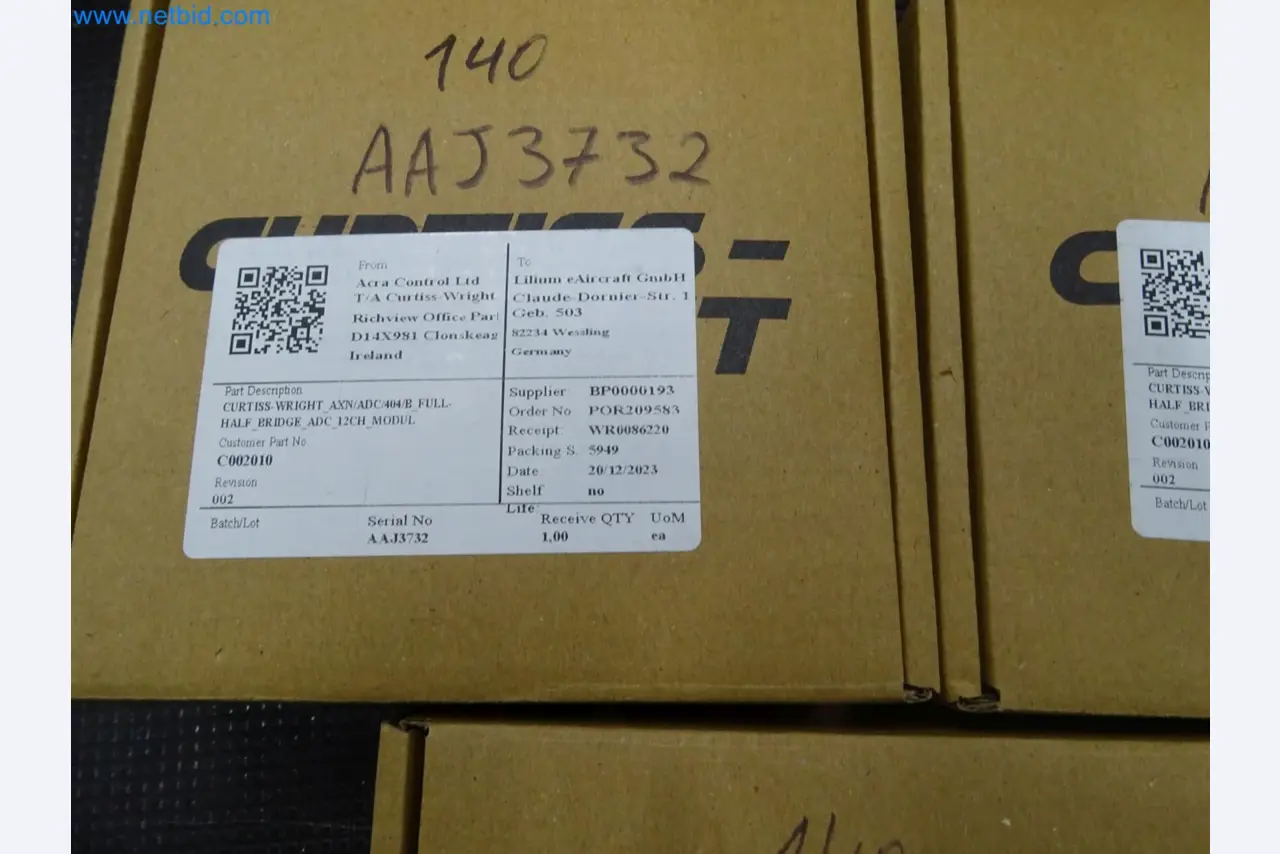 www.netbid.com
140
AAJ3732
CURTISS-
From
Acra Control Ltd
T/A Curtiss-Wright
Richview Office Par
D14X981 Clonskeag
Ireland
To
Lilium eAircraft GmbH
Claude-Dornier-Str. 1
Geb. 503
82234 Wessling
Germany
Part Description
CURTISS-WRIGHT_AXN/ADC/404/B_FULL-
HALF_BRIDGE_ADC_12CH_MODUL
Customer Part No
C002010
Revision
002
Supplier BP0000193
Order No POR209583
Receipt: WR0086220
Packing S. 5949
Date: 20/12/2023
Shelf no
Life:
Batch/Lot
Serial No
AAJ3732
Receive QTY
1,00
UoM
ea
Part Descrip
CURTISS-W
HALF_BRI
Customer P
C002010
Revision
002
Batch/Lot
140